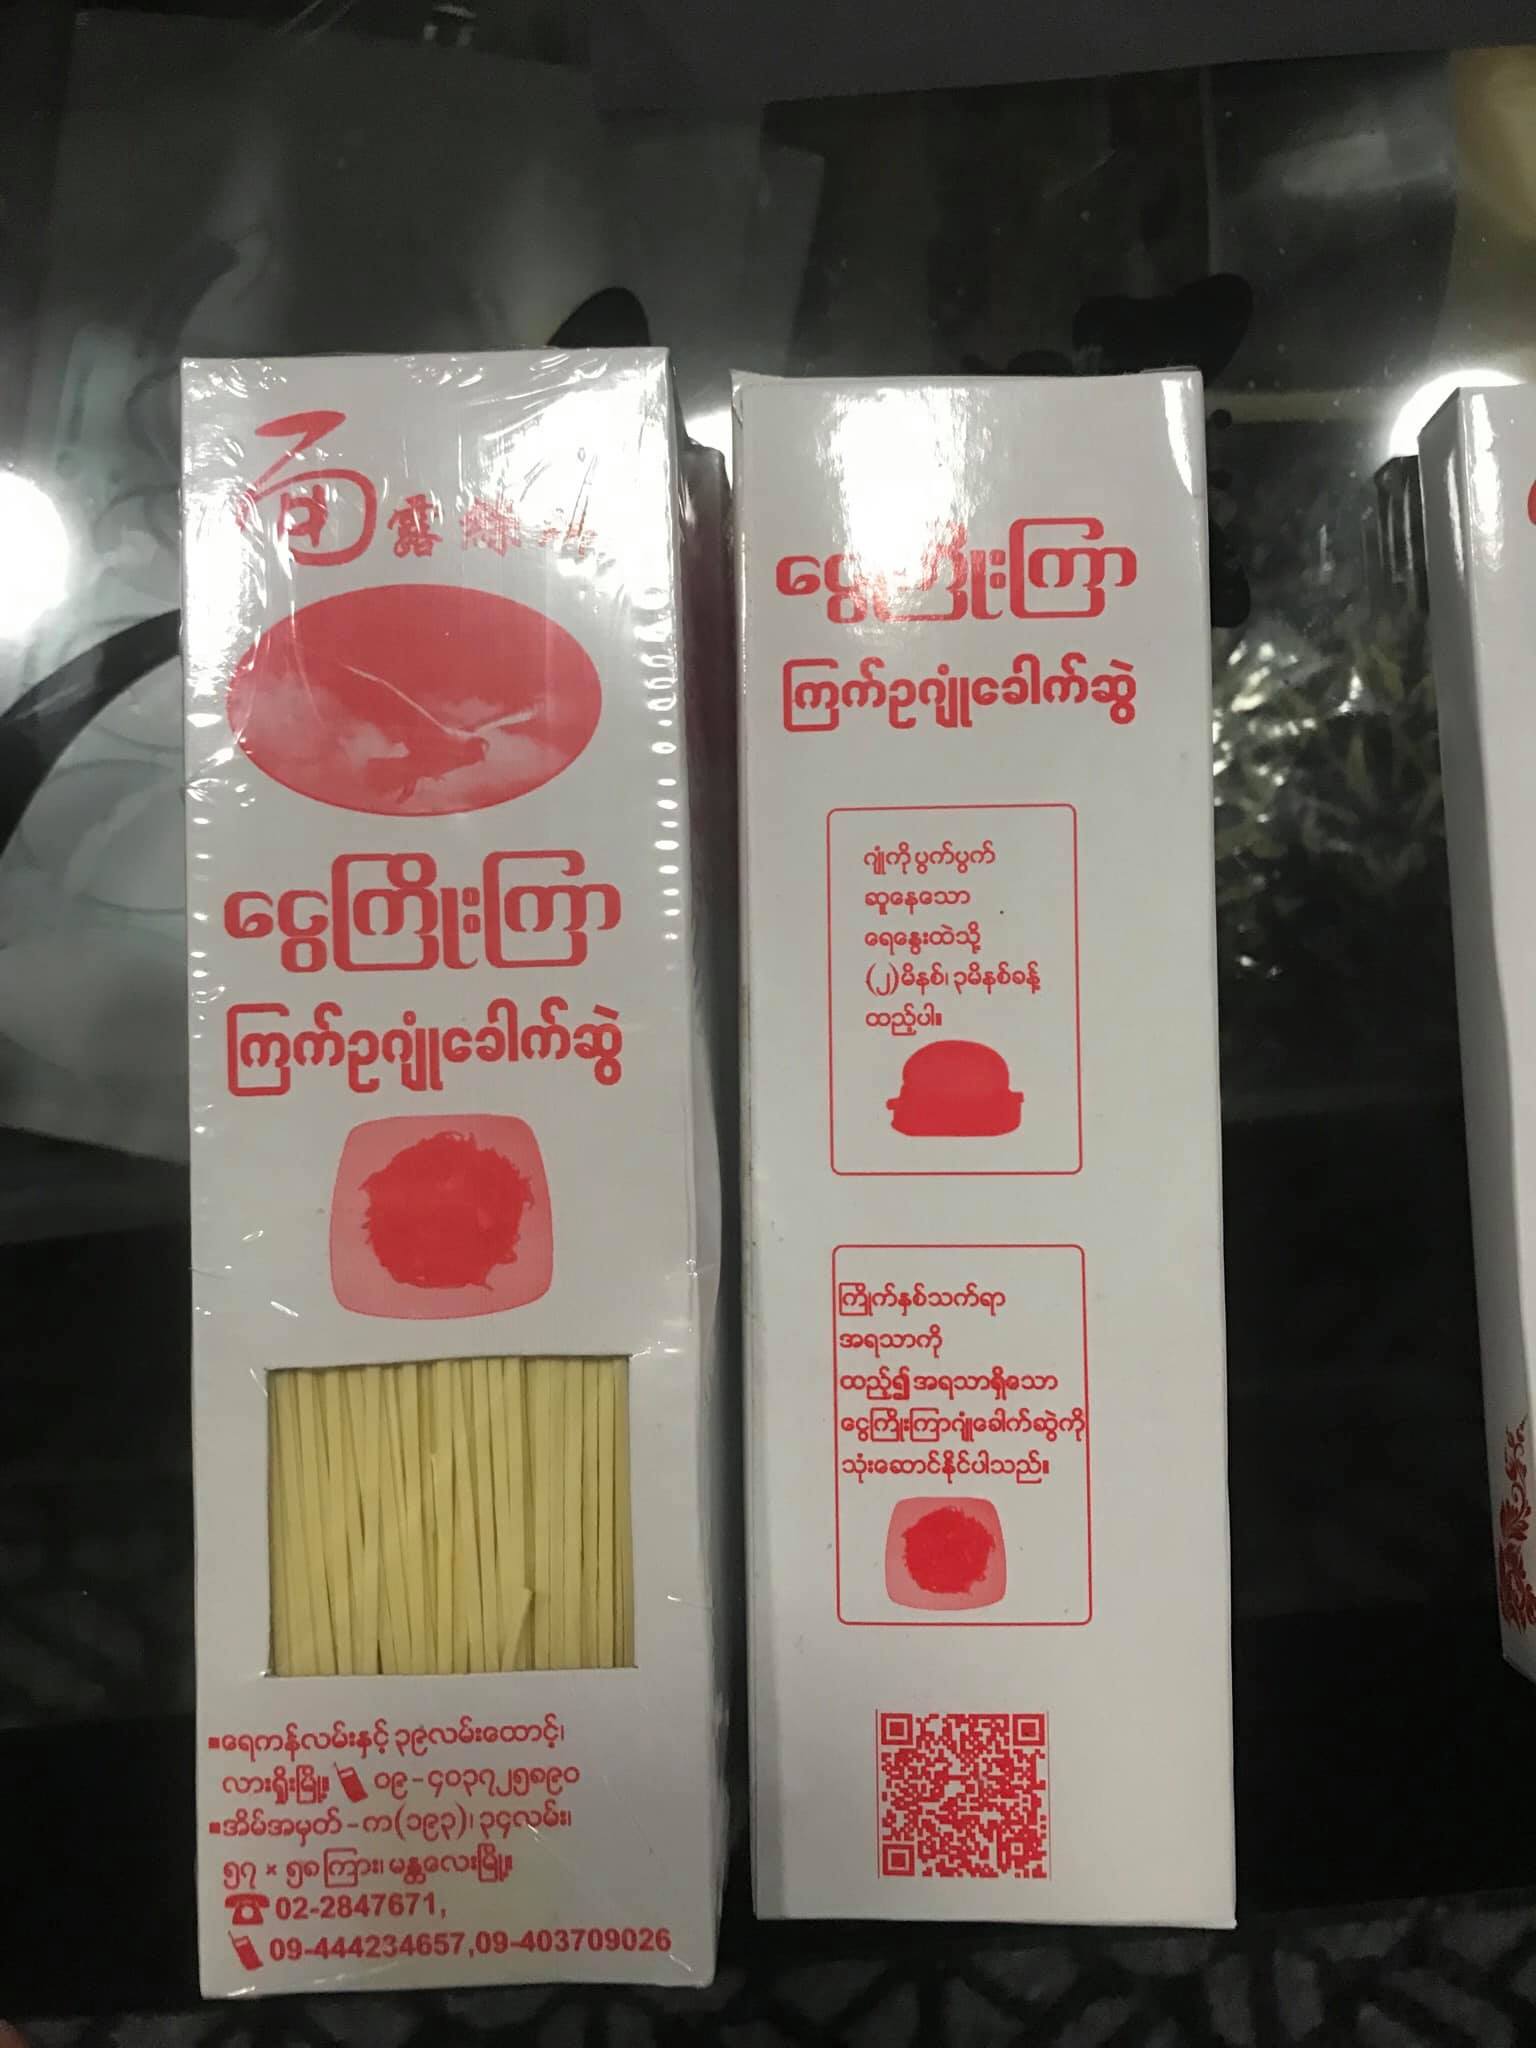 白露
ငွေကြိုးကြာ
ကြက်ဥဂျုံခေါက်ဆွဲ
■ရေကန်လမ်းနှင့် ၃၉လမ်းထောင့်၊
လားရှိုးမြို့။ ၀၉-၄၀၃၇၂၅၈၉၀
■အိမ်အမှတ်-က(၁၉၃)၊ ၃၄လမ်း၊
၅၇ × ၅၈ကြား၊ မန္တလေးမြို့။
02-2847671,
09-444234657,09-403709026
ငွေကြိုးကြာ
ကြက်ဥဂျုံခေါက်ဆွဲ
ဂျုံကို ပွက်ပွက်
ဆူနေသော
ရေနွေးထဲသို့
(၂)မိနစ်၊ ၃မိနစ်ခန့်
ထည့်ပါ။
ကြိုက်နှစ်သက်ရာ
အရသာကို
ထည့်၍ အရသာရှိသော
ငွေကြိုးကြာဂျုံခေါက်ဆွဲကို
သုံးဆောင်နိုင်ပါသည်။